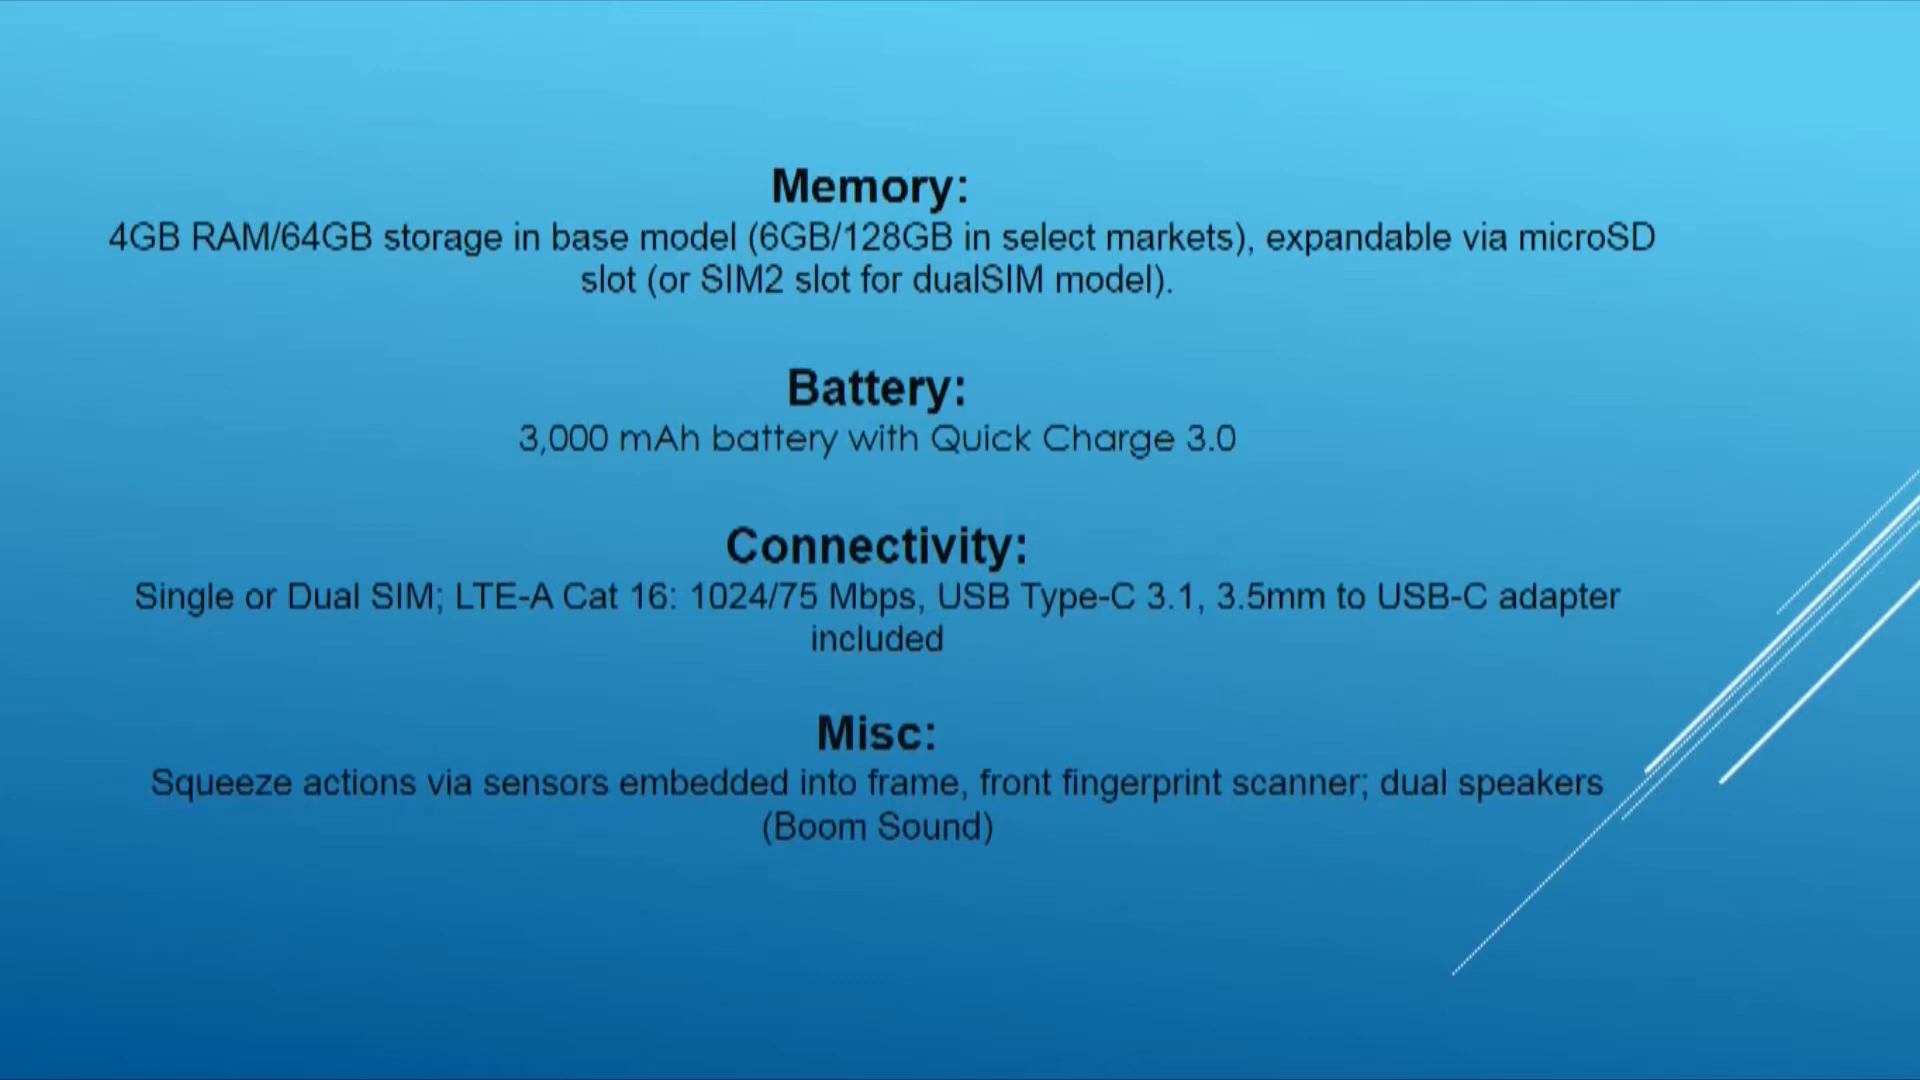 Memory:
4GB RAM/64GB storage in base model (6GB/128GB in select markets), expandable via microSD
slot (or SIM2 slot for dualSIM model).
Battery:
3,000 mAh battery with Quick Charge 3.0
Connectivity:
Single or Dual SIM; LTE-A Cat 16: 1024/75 Mbps, USB Type-C 3.1, 3.5mm to USB-C adapter
included
Misc:
Squeeze actions via sensors embedded into frame, front fingerprint scanner; dual speakers
(Boom Sound)